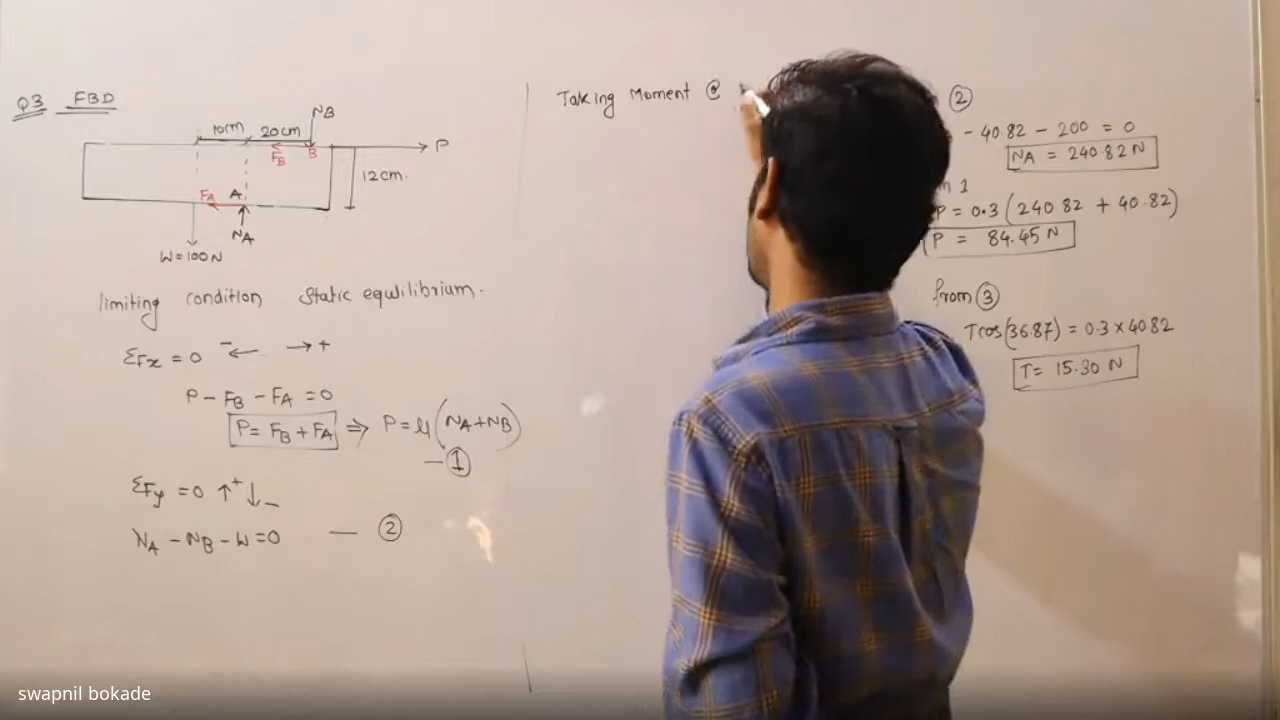 Q3 FBD
10cm 20cm NB
FB B P
12cm.
FA A
NA
W=100N
limiting condition static equilibrium.
ΣFx = 0 - ← → +
P - FB - FA = 0
P = FB + FA ⇒ P = μ(NA+NB)
- ①
ΣFy = 0 ↑+ ↓-
NA - NB - W = 0 — ②
Taking Moment @
②
- 40.82 - 200 = 0
NA = 240.82 N
1
P = 0.3 (240.82 + 40.82)
P = 84.45 N
from ③
Tcos(36.87) = 0.3 × 40.82
T = 15.30 N
swapnil bokade